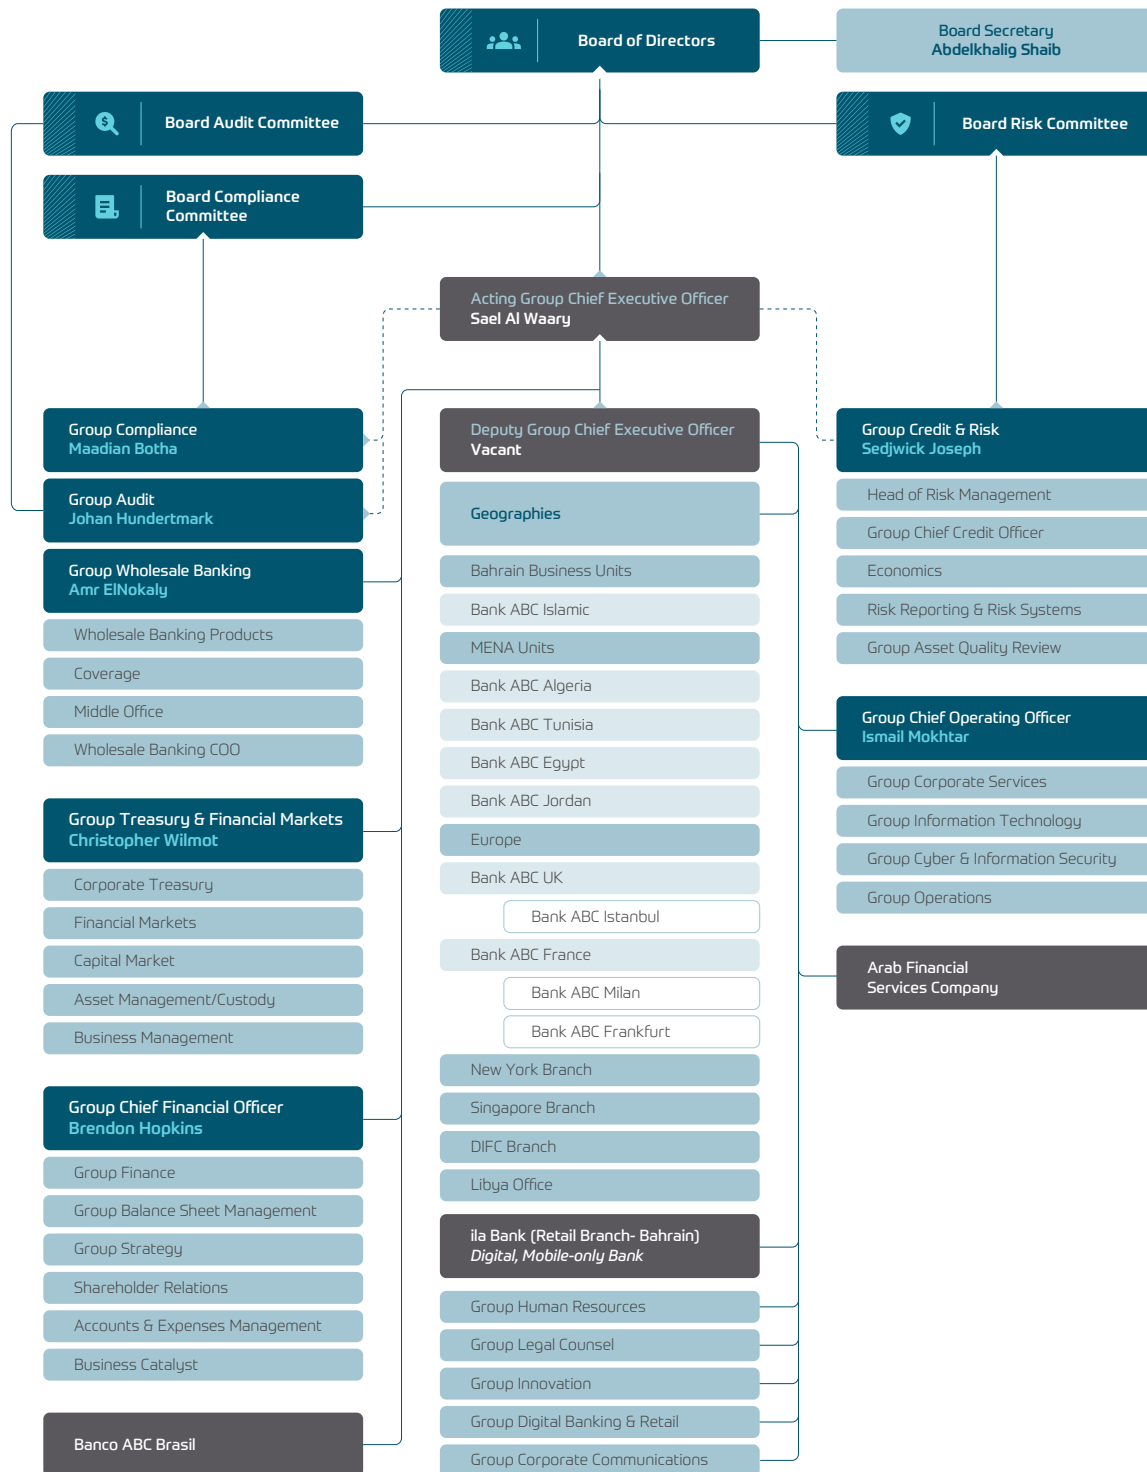 Board of Directors
Board Secretary
Abdelkhalig Shaib
Board Audit Committee
Board Risk Committee
Board Compliance
Committee
Acting Group Chief Executive Officer
Sael Al Waary
Group Compliance
Maadian Botha
Group Audit
Johan Hundertmark
Group Wholesale Banking
Amr ElNokaly
Wholesale Banking Products
Coverage
Middle Office
Wholesale Banking COO
Group Treasury & Financial Markets
Christopher Wilmot
Corporate Treasury
Financial Markets
Capital Market
Asset Management/Custody
Business Management
Group Chief Financial Officer
Brendon Hopkins
Group Finance
Group Balance Sheet Management
Group Strategy
Shareholder Relations
Accounts & Expenses Management
Business Catalyst
Banco ABC Brasil
Deputy Group Chief Executive Officer
Vacant
Geographies
Bahrain Business Units
Bank ABC Islamic
MENA Units
Bank ABC Algeria
Bank ABC Tunisia
Bank ABC Egypt
Bank ABC Jordan
Europe
Bank ABC UK
Bank ABC Istanbul
Bank ABC France
Bank ABC Milan
Bank ABC Frankfurt
New York Branch
Singapore Branch
DIFC Branch
Libya Office
ila Bank (Retail Branch- Bahrain)
Digital, Mobile-only Bank
Group Human Resources
Group Legal Counsel
Group Innovation
Group Digital Banking & Retail
Group Corporate Communications
Group Credit & Risk
Sedjwick Joseph
Head of Risk Management
Group Chief Credit Officer
Economics
Risk Reporting & Risk Systems
Group Asset Quality Review
Group Chief Operating Officer
Ismail Mokhtar
Group Corporate Services
Group Information Technology
Group Cyber & Information Security
Group Operations
Arab Financial
Services Company